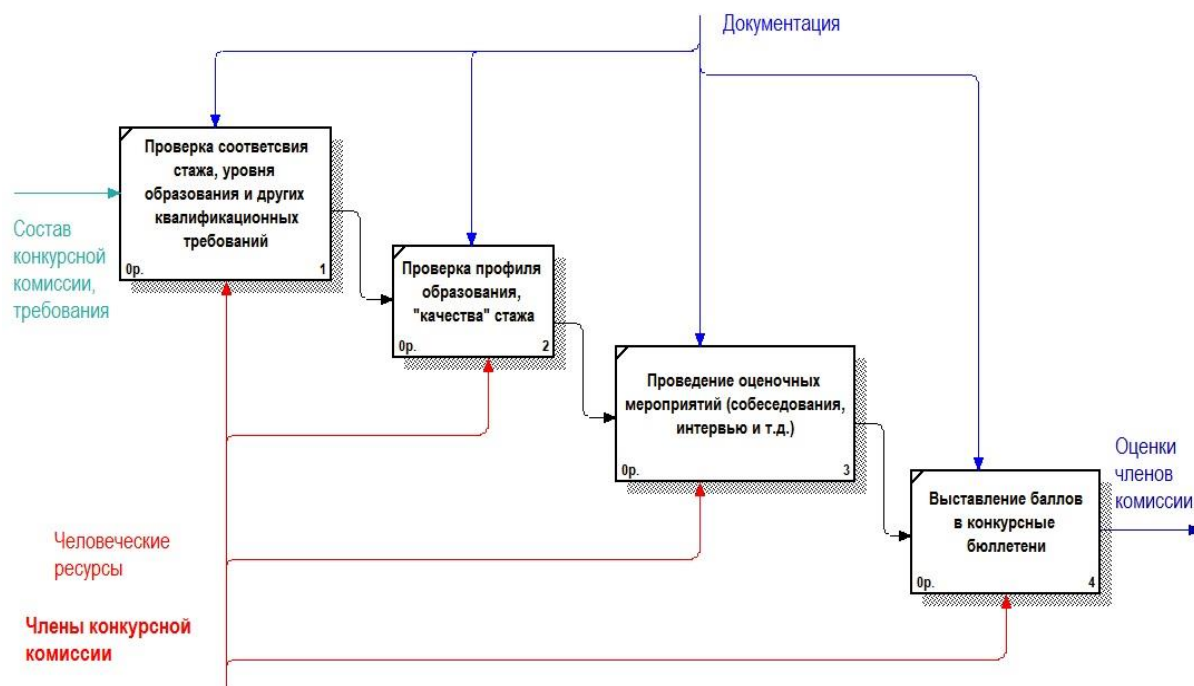 Документация
Проверка соответсвия
стажа, уровня
образования и других
квалификационных
требований
0р.
1
Состав
конкурсной
комиссии,
требования
Проверка профиля
образования,
"качества" стажа
0р.
2
Проведение оценочных
мероприятий (собеседования,
интервью и т.д.)
0р.
3
Оценки
членов
комиссии
Выставление баллов
в конкурсные
бюллетени
0р.
4
Человеческие
ресурсы
Члены конкурсной
комиссии